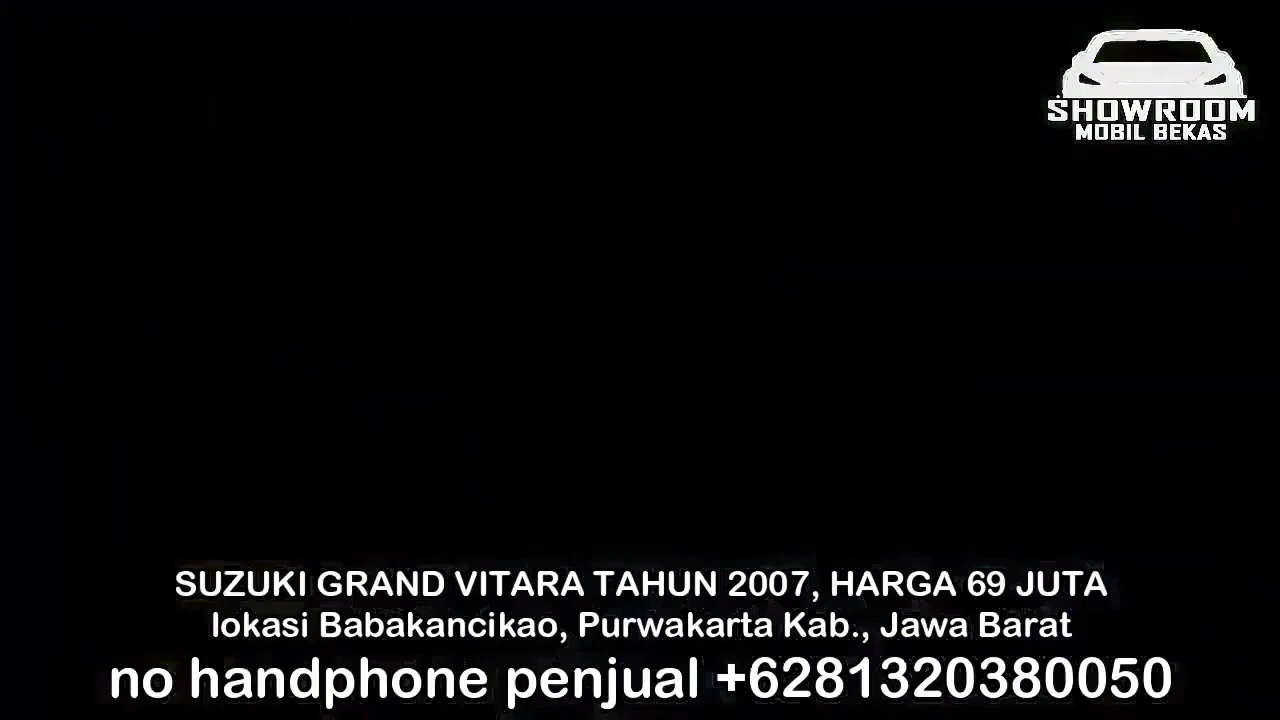 SHOWROOM
MOBIL BEKAS
SUZUKI GRAND VITARA TAHUN 2007, HARGA 69 JUTA
lokasi Babakancikao, Purwakarta Kab., Jawa Barat
no handphone penjual +6281320380050